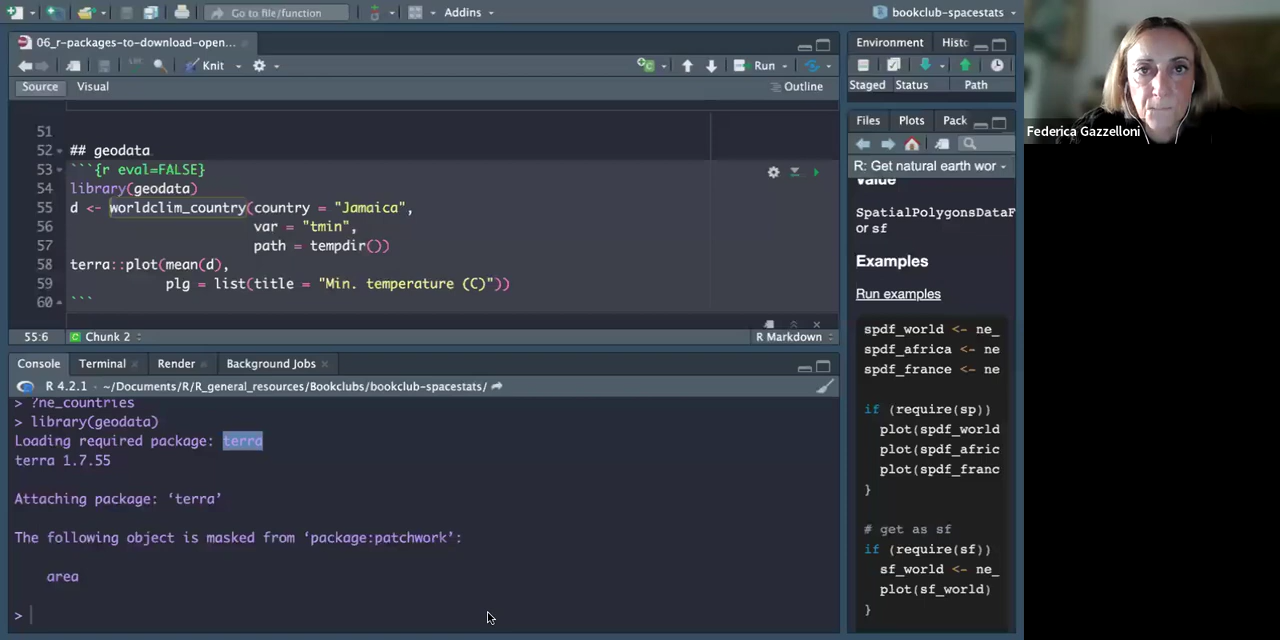 Go to file/function
Addins
bookclub-spacestats
06_r-packages-to-download-open...
Knit
Run
Source
Visual
Outline
51
52 ## geodata
53 ```{r eval=FALSE}
54 library(geodata)
55 d <- worldclim_country(country = "Jamaica",
56 var = "tmin",
57 path = tempdir())
58 terra::plot(mean(d),
59 plg = list(title = "Min. temperature (C)"))
60 ```
55:6
Chunk 2
R Markdown
Console
Terminal
Render
Background Jobs
R 4.2.1 · ~/Documents/R/R_general_resources/Bookclubs/bookclub-spacestats/
> ?ne_countries
> library(geodata)
Loading required package: terra
terra 1.7.55
Attaching package: ‘terra’
The following object is masked from ‘package:patchwork’:
area
>
Environment
Histo
Staged
Status
Path
Files
Plots
Pack
R: Get natural earth wor
Value
SpatialPolygonsDataF
or sf
Examples
Run examples
spdf_world <- ne_
spdf_africa <- ne
spdf_france <- ne
if (require(sp))
plot(spdf_world
plot(spdf_afric
plot(spdf_franc
}
# get as sf
if (require(sf))
sf_world <- ne_
plot(sf_world)
}
Federica Gazzelloni